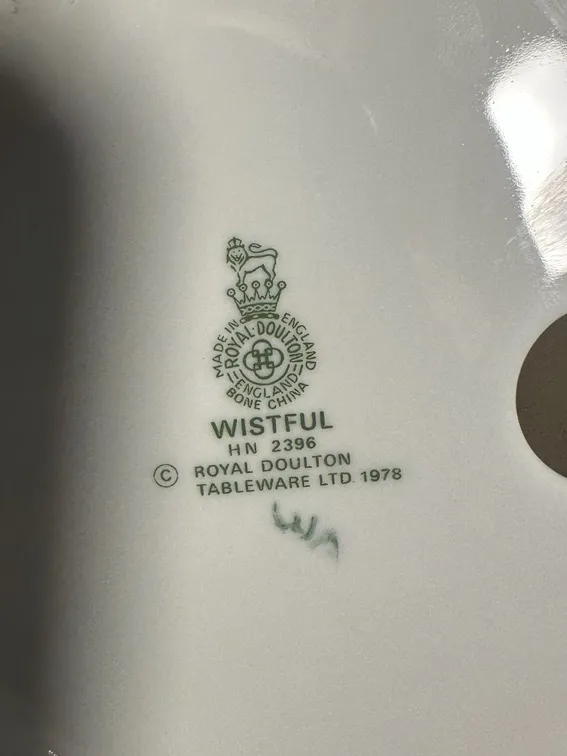 MADE IN ENGLAND
ROYAL·DOULTON
ENGLAND
BONE CHINA
WISTFUL
HN 2396
© ROYAL DOULTON
TABLEWARE LTD. 1978